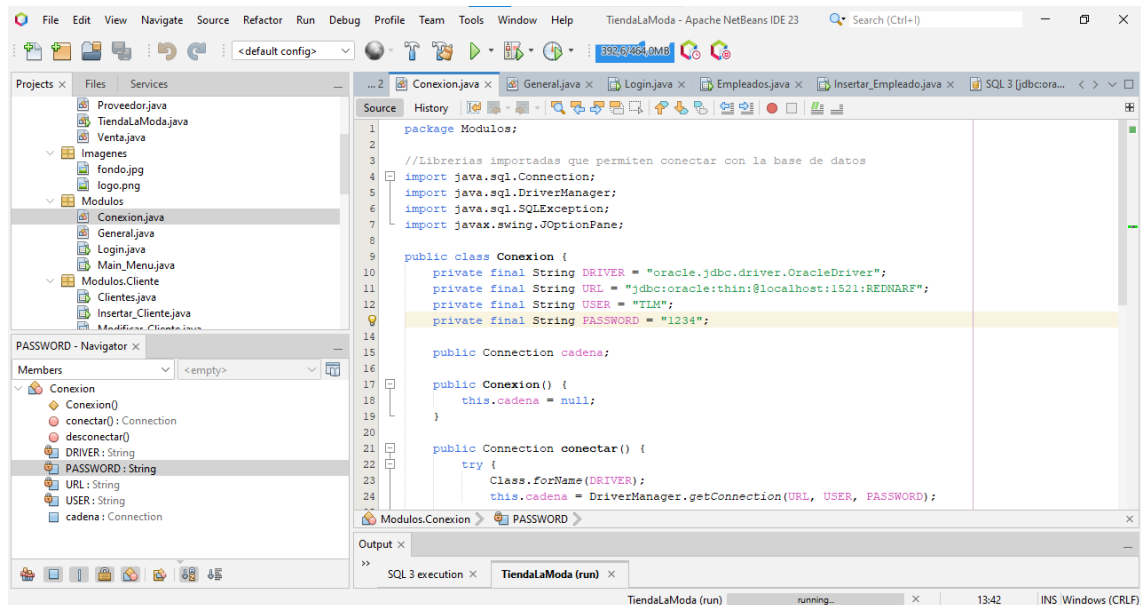 File Edit View Navigate Source Refactor Run Debug Profile Team Tools Window Help TiendaLaModa - Apache NetBeans IDE 23 Search (Ctrl+I)
<default config> 392,6/464,0MB
Projects Files Services
Proveedor.java
TiendaLaModa.java
Venta.java
Imagenes
fondo.jpg
logo.png
Modulos
Conexion.java
General.java
Login.java
Main_Menu.java
Modulos.Cliente
Clientes.java
Insertar_Cliente.java
Modificar_Cliente.java
PASSWORD - Navigator
Members <empty>
Conexion
Conexion()
conectar() : Connection
desconectar()
DRIVER : String
PASSWORD : String
URL : String
USER : String
cadena : Connection
...2 Conexion.java General.java Login.java Empleados.java Insertar_Empleado.java SQL 3 [jdbc:ora...
Source History
1 package Modulos;
2
3 //Librerias importadas que permiten conectar con la base de datos
4 import java.sql.Connection;
5 import java.sql.DriverManager;
6 import java.sql.SQLException;
7 import javax.swing.JOptionPane;
8
9 public class Conexion {
10 private final String DRIVER = "oracle.jdbc.driver.OracleDriver";
11 private final String URL = "jdbc:oracle:thin:@localhost:1521:REDNARF";
12 private final String USER = "TLM";
private final String PASSWORD = "1234";
14
15 public Connection cadena;
16
17 public Conexion() {
18 this.cadena = null;
19 }
20
21 public Connection conectar() {
22 try {
23 Class.forName(DRIVER);
24 this.cadena = DriverManager.getConnection(URL, USER, PASSWORD);
Modulos.Conexion PASSWORD
Output
SQL 3 execution TiendaLaModa (run)
TiendaLaModa (run) running... 13:42 INS Windows (CRLF)